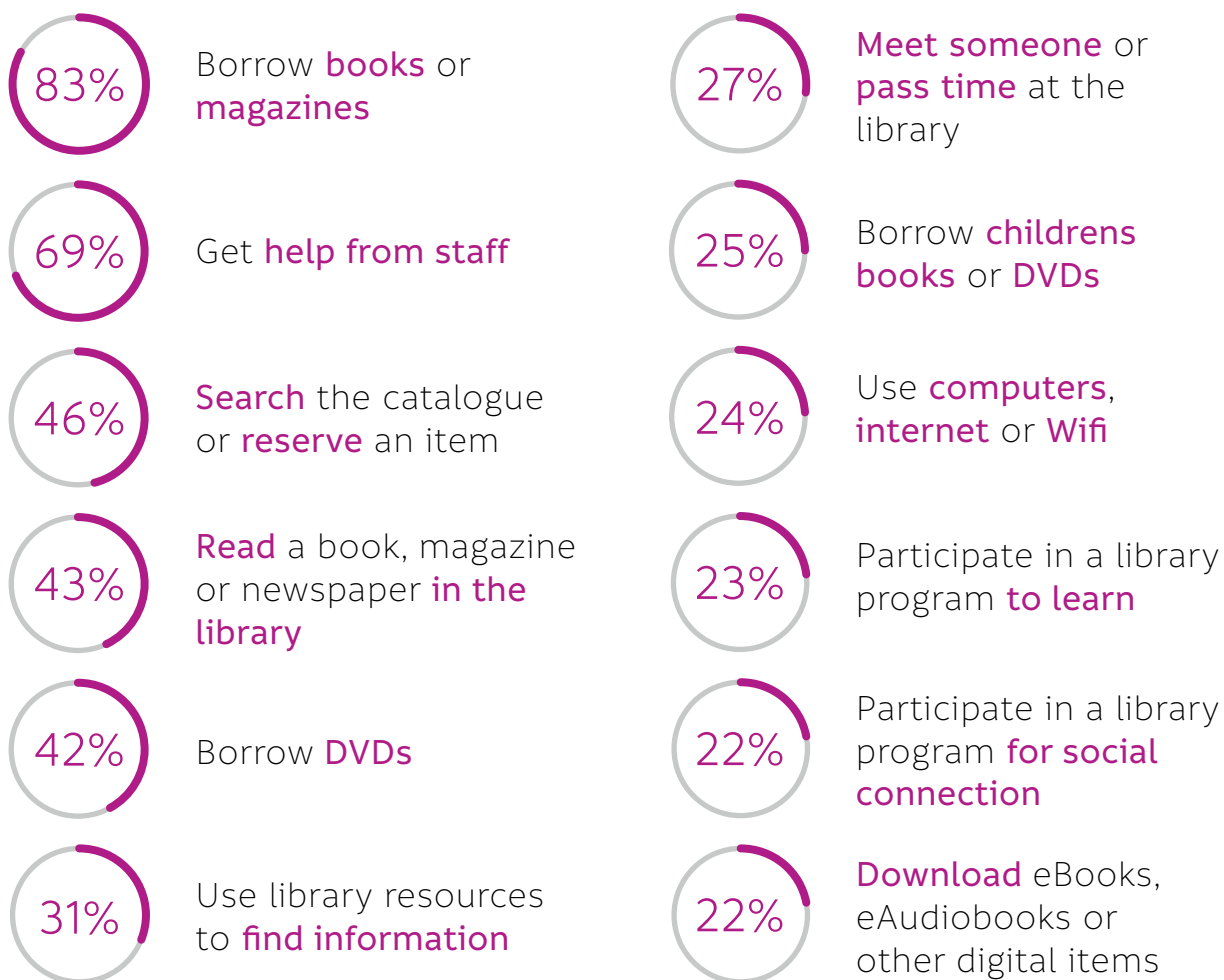 83%
Borrow books or
magazines
69%
Get help from staff
46%
Search the catalogue
or reserve an item
43%
Read a book, magazine
or newspaper in the
library
42%
Borrow DVDs
31%
Use library resources
to find information
27%
Meet someone or
pass time at the
library
25%
Borrow childrens
books or DVDs
24%
Use computers,
internet or Wifi
23%
Participate in a library
program to learn
22%
Participate in a library
program for social
connection
22%
Download eBooks,
eAudiobooks or
other digital items